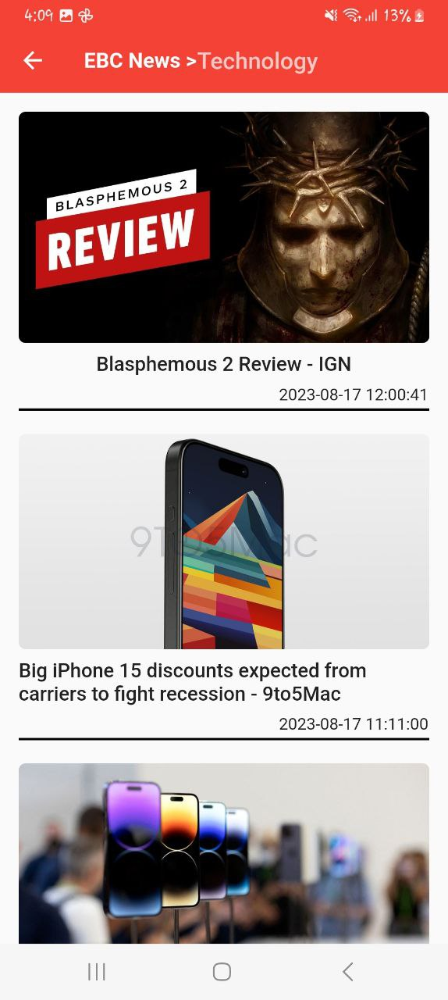 4:09
13%
EBC News >Technology
BLASPHEMOUS 2
REVIEW
Blasphemous 2 Review - IGN
2023-08-17 12:00:41
9TO5Mac
Big iPhone 15 discounts expected from
carriers to fight recession - 9to5Mac
2023-08-17 11:11:00